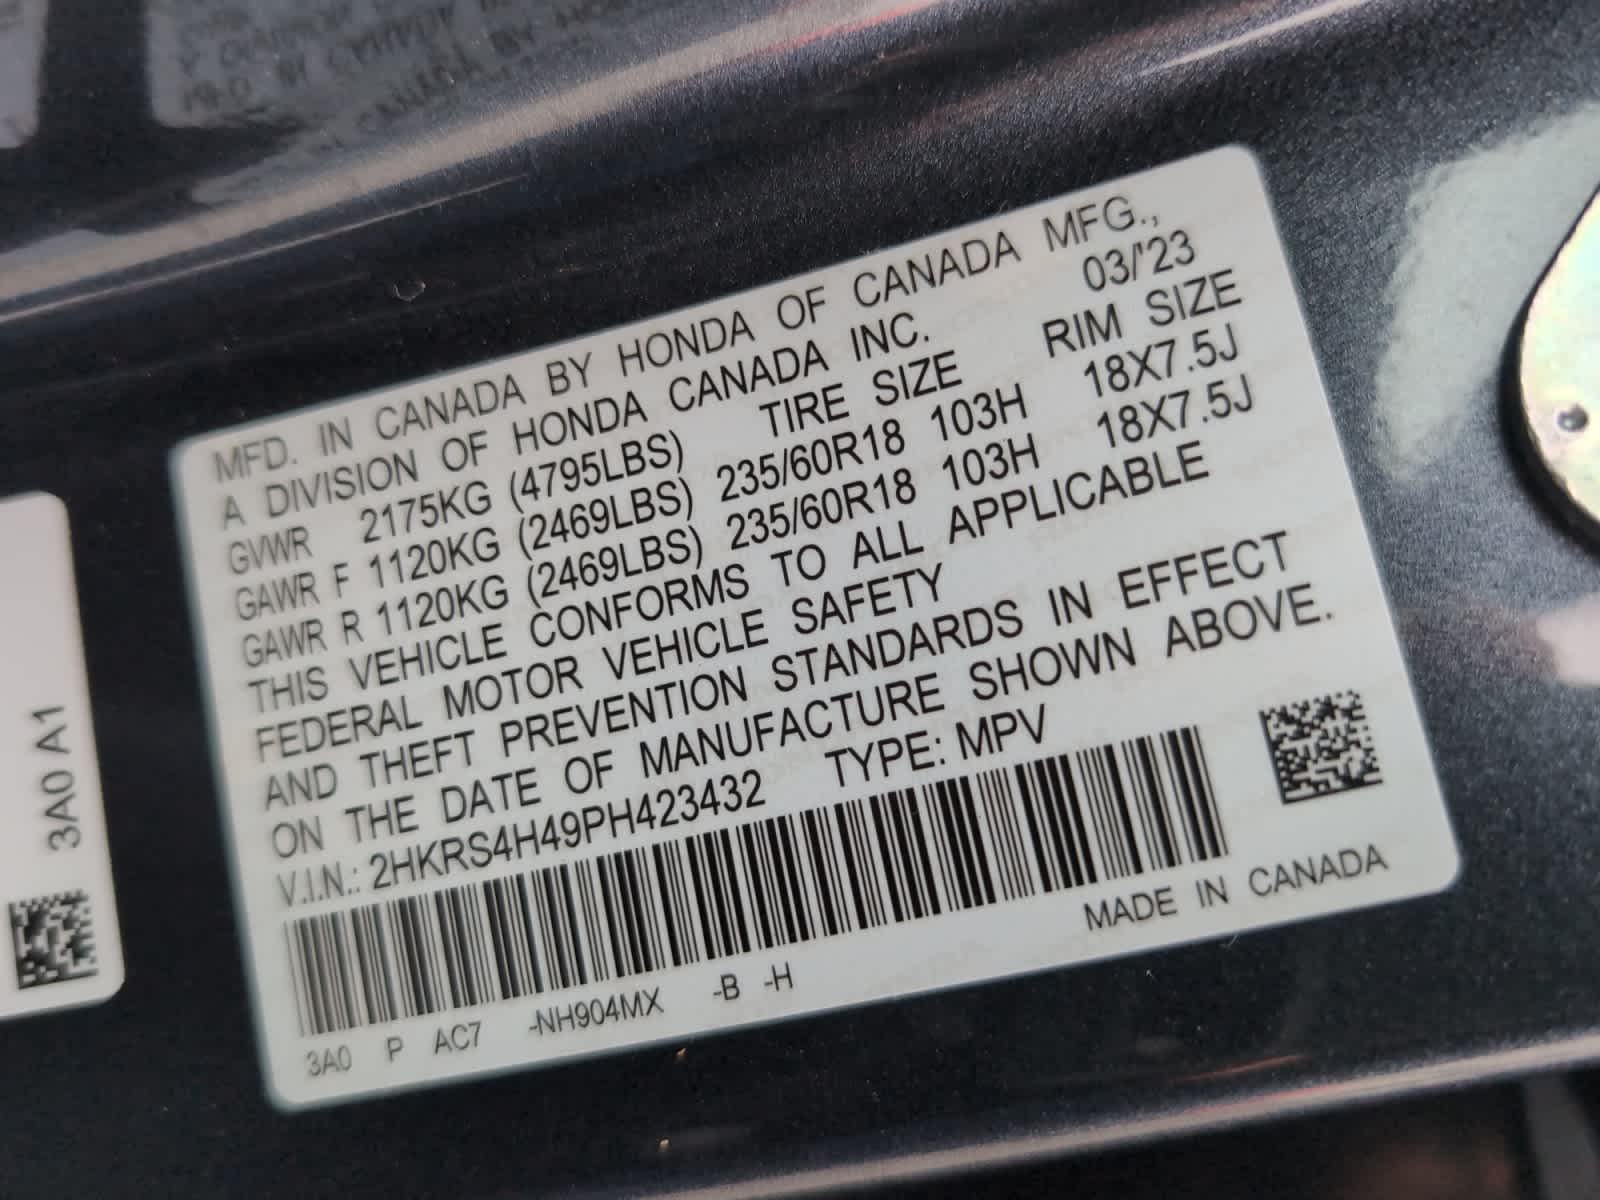 MFD. IN CANADA BY HONDA OF CANADA MFG.,
A DIVISION OF HONDA CANADA INC. 03/'23
GVWR 2175KG (4795LBS) TIRE SIZE RIM SIZE
GAWR F 1120KG (2469LBS) 235/60R18 103H 18X7.5J
GAWR R 1120KG (2469LBS) 235/60R18 103H 18X7.5J
THIS VEHICLE CONFORMS TO ALL APPLICABLE
FEDERAL MOTOR VEHICLE SAFETY
AND THEFT PREVENTION STANDARDS IN EFFECT
ON THE DATE OF MANUFACTURE SHOWN ABOVE.
V.I.N.: 2HKRS4H49PH423432 TYPE: MPV
MADE IN CANADA
3A0 P AC7 -NH904MX -B -H
3A0 A1